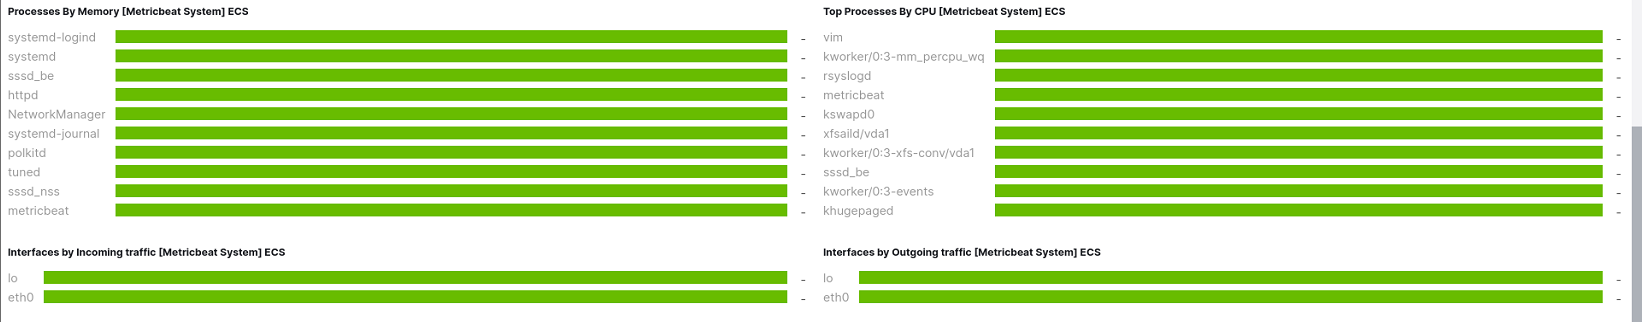 Processes By Memory [Metricbeat System] ECS
systemd-logind -
systemd -
sssd_be -
httpd -
NetworkManager -
systemd-journal -
polkitd -
tuned -
sssd_nss -
metricbeat -
Top Processes By CPU [Metricbeat System] ECS
vim -
kworker/0:3-mm_percpu_wq -
rsyslogd -
metricbeat -
kswapd0 -
xfsaild/vda1 -
kworker/0:3-xfs-conv/vda1 -
sssd_be -
kworker/0:3-events -
khugepaged -
Interfaces by Incoming traffic [Metricbeat System] ECS
lo -
eth0 -
Interfaces by Outgoing traffic [Metricbeat System] ECS
lo -
eth0 -